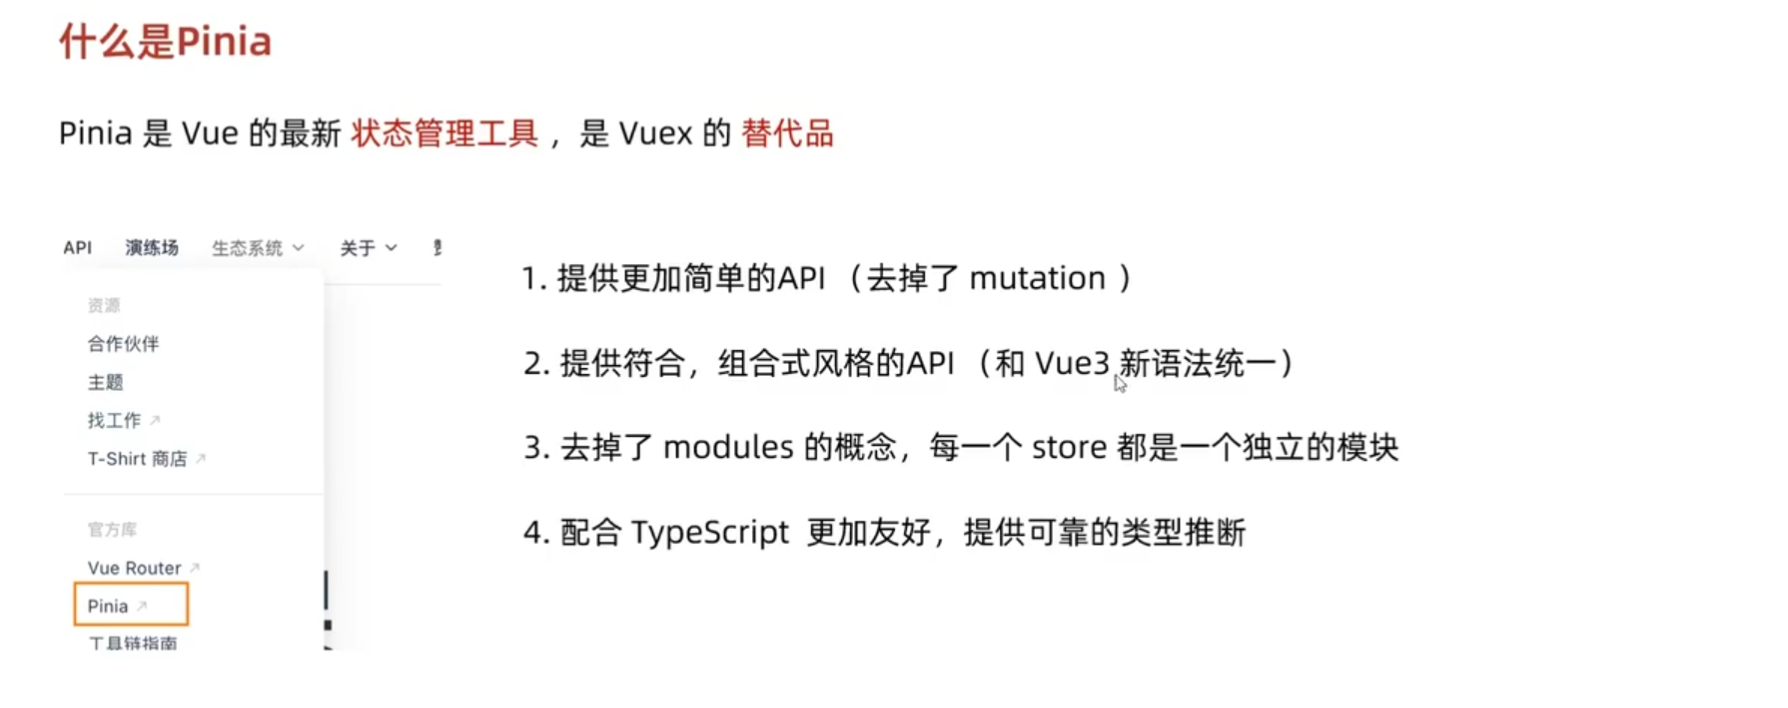 什么是Pinia
Pinia 是 Vue 的最新 状态管理工具 ，是 Vuex 的 替代品
API 演练场 生态系统 关于
资源
合作伙伴
主题
找工作
T-Shirt 商店
官方库
Vue Router
Pinia
工具链指南
1. 提供更加简单的API （去掉了 mutation ）
2. 提供符合，组合式风格的API （和 Vue3 新语法统一）
3. 去掉了 modules 的概念，每一个 store 都是一个独立的模块
4. 配合 TypeScript 更加友好，提供可靠的类型推断